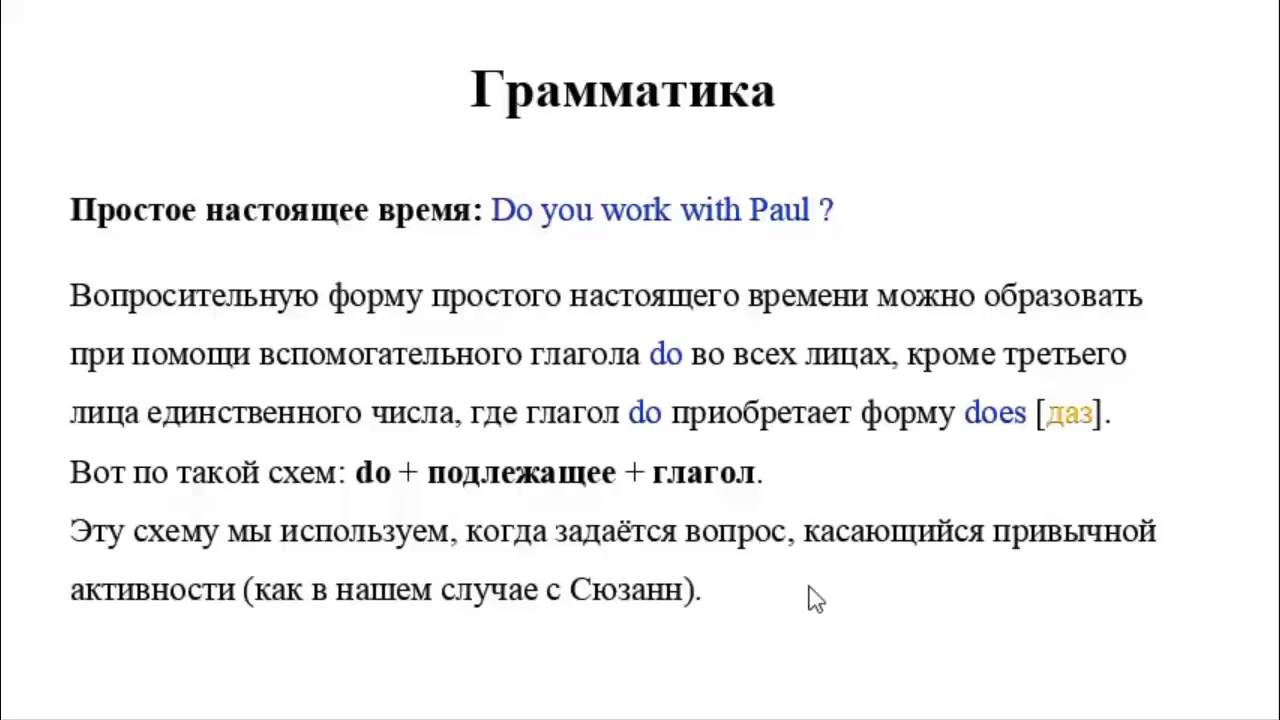 Грамматика
Простое настоящее время: Do you work with Paul ?
Вопросительную форму простого настоящего времени можно образовать
при помощи вспомогательного глагола do во всех лицах, кроме третьего
лица единственного числа, где глагол do приобретает форму does [даз].
Вот по такой схем: do + подлежащее + глагол.
Эту схему мы используем, когда задаётся вопрос, касающийся привычной
активности (как в нашем случае с Сюзанн).